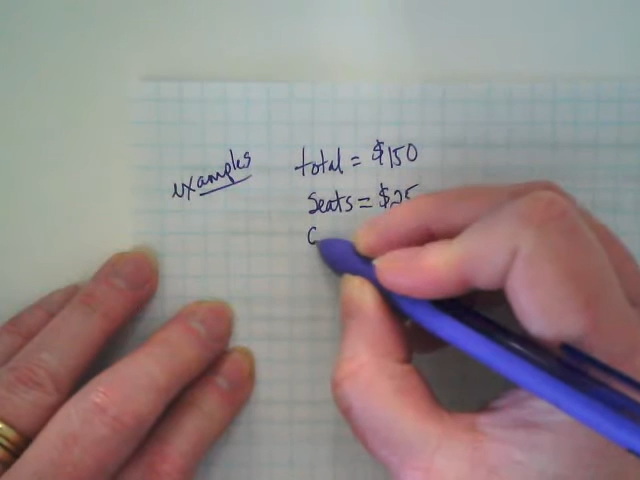 examples
total = $150
Seats = $25
C